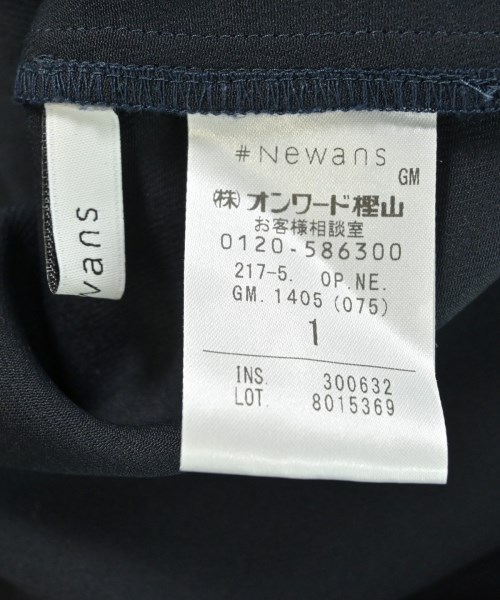 #Newans
GM
(株)オンワード樫山
お客様相談室
0120-586300
217-5. OP.NE.
GM.1405(075)
1
INS. 300632
LOT. 8015369
wans